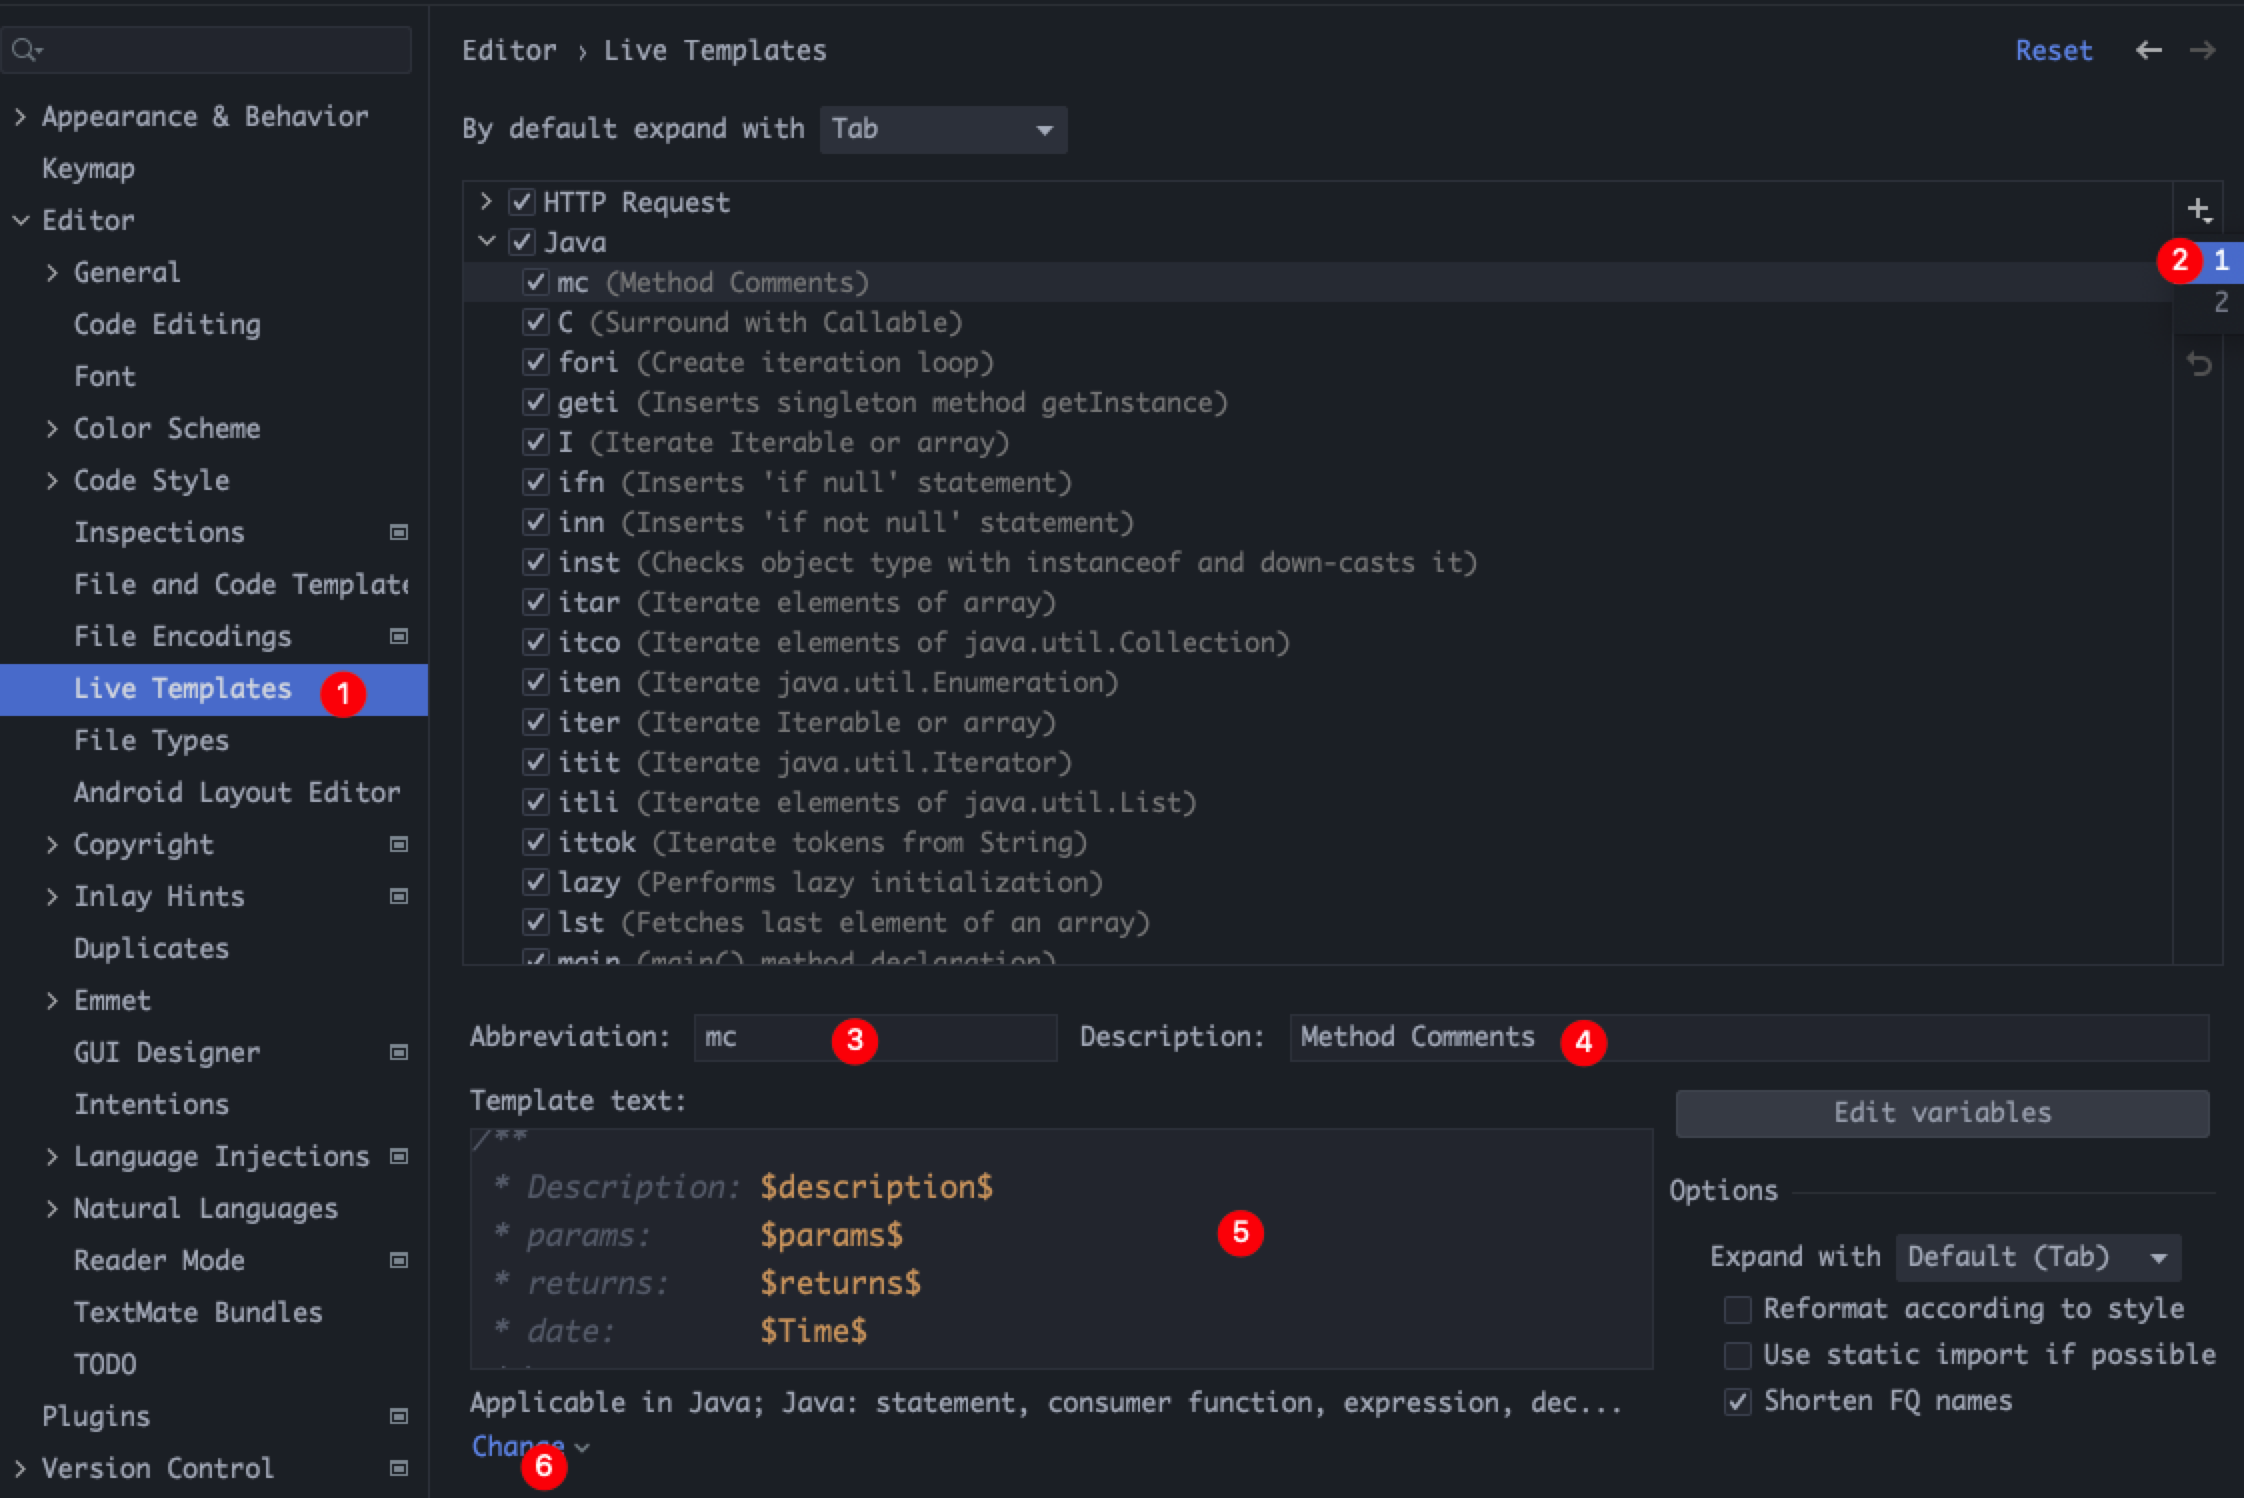 Appearance & Behavior
Keymap
Editor
General
Code Editing
Font
Color Scheme
Code Style
Inspections
File and Code Template
File Encodings
Live Templates 1
File Types
Android Layout Editor
Copyright
Inlay Hints
Duplicates
Emmet
GUI Designer
Intentions
Language Injections
Natural Languages
Reader Mode
TextMate Bundles
TODO
Plugins
Version Control
Editor › Live Templates
Reset
By default expand with Tab
HTTP Request
Java
mc (Method Comments)
C (Surround with Callable)
fori (Create iteration loop)
geti (Inserts singleton method getInstance)
I (Iterate Iterable or array)
ifn (Inserts 'if null' statement)
inn (Inserts 'if not null' statement)
inst (Checks object type with instanceof and down-casts it)
itar (Iterate elements of array)
itco (Iterate elements of java.util.Collection)
iten (Iterate java.util.Enumeration)
iter (Iterate Iterable or array)
itit (Iterate java.util.Iterator)
itli (Iterate elements of java.util.List)
ittok (Iterate tokens from String)
lazy (Performs lazy initialization)
lst (Fetches last element of an array)
main (main() method declaration)
2 1
2
Abbreviation: mc 3 Description: Method Comments 4
Template text:
/**
* Description: $description$
* params: $params$
* returns: $returns$
* date: $Time$
5
Edit variables
Options
Expand with Default (Tab)
Reformat according to style
Use static import if possible
Shorten FQ names
Applicable in Java; Java: statement, consumer function, expression, dec...
Change 6